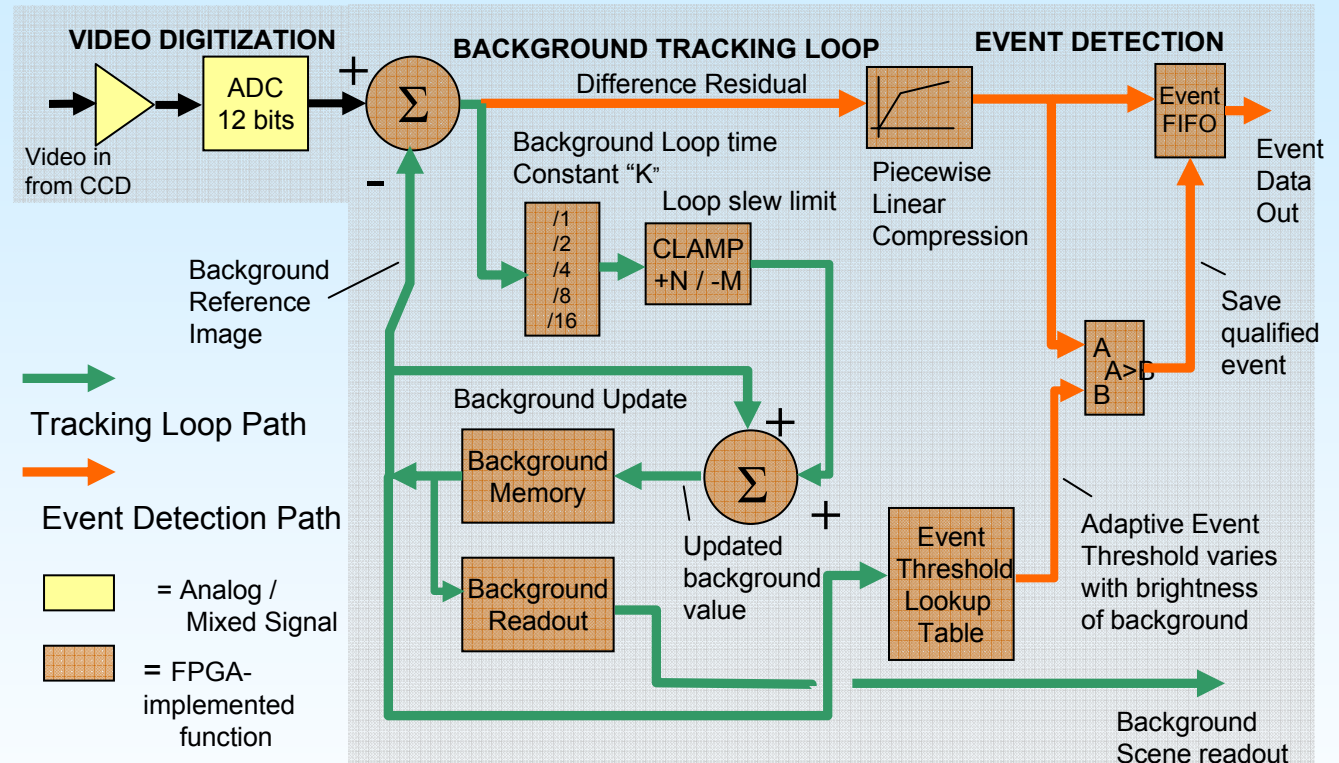 VIDEO DIGITIZATION
BACKGROUND TRACKING LOOP
EVENT DETECTION
Video in
from CCD
ADC
12 bits
+
Σ
-
Difference Residual
Background Loop time
Constant “K”
/1
/2
/4
/8
/16
Loop slew limit
CLAMP
+N / -M
Piecewise
Linear
Compression
Event
FIFO
Event
Data
Out
Background
Reference
Image
Save
qualified
event
A
A>B
B
Tracking Loop Path
Event Detection Path
= Analog /
Mixed Signal
= FPGA-
implemented
function
Background Update
Background
Memory
+
Σ
+
Updated
background
value
Background
Readout
Event
Threshold
Lookup
Table
Adaptive Event
Threshold varies
with brightness
of background
Background
Scene readout